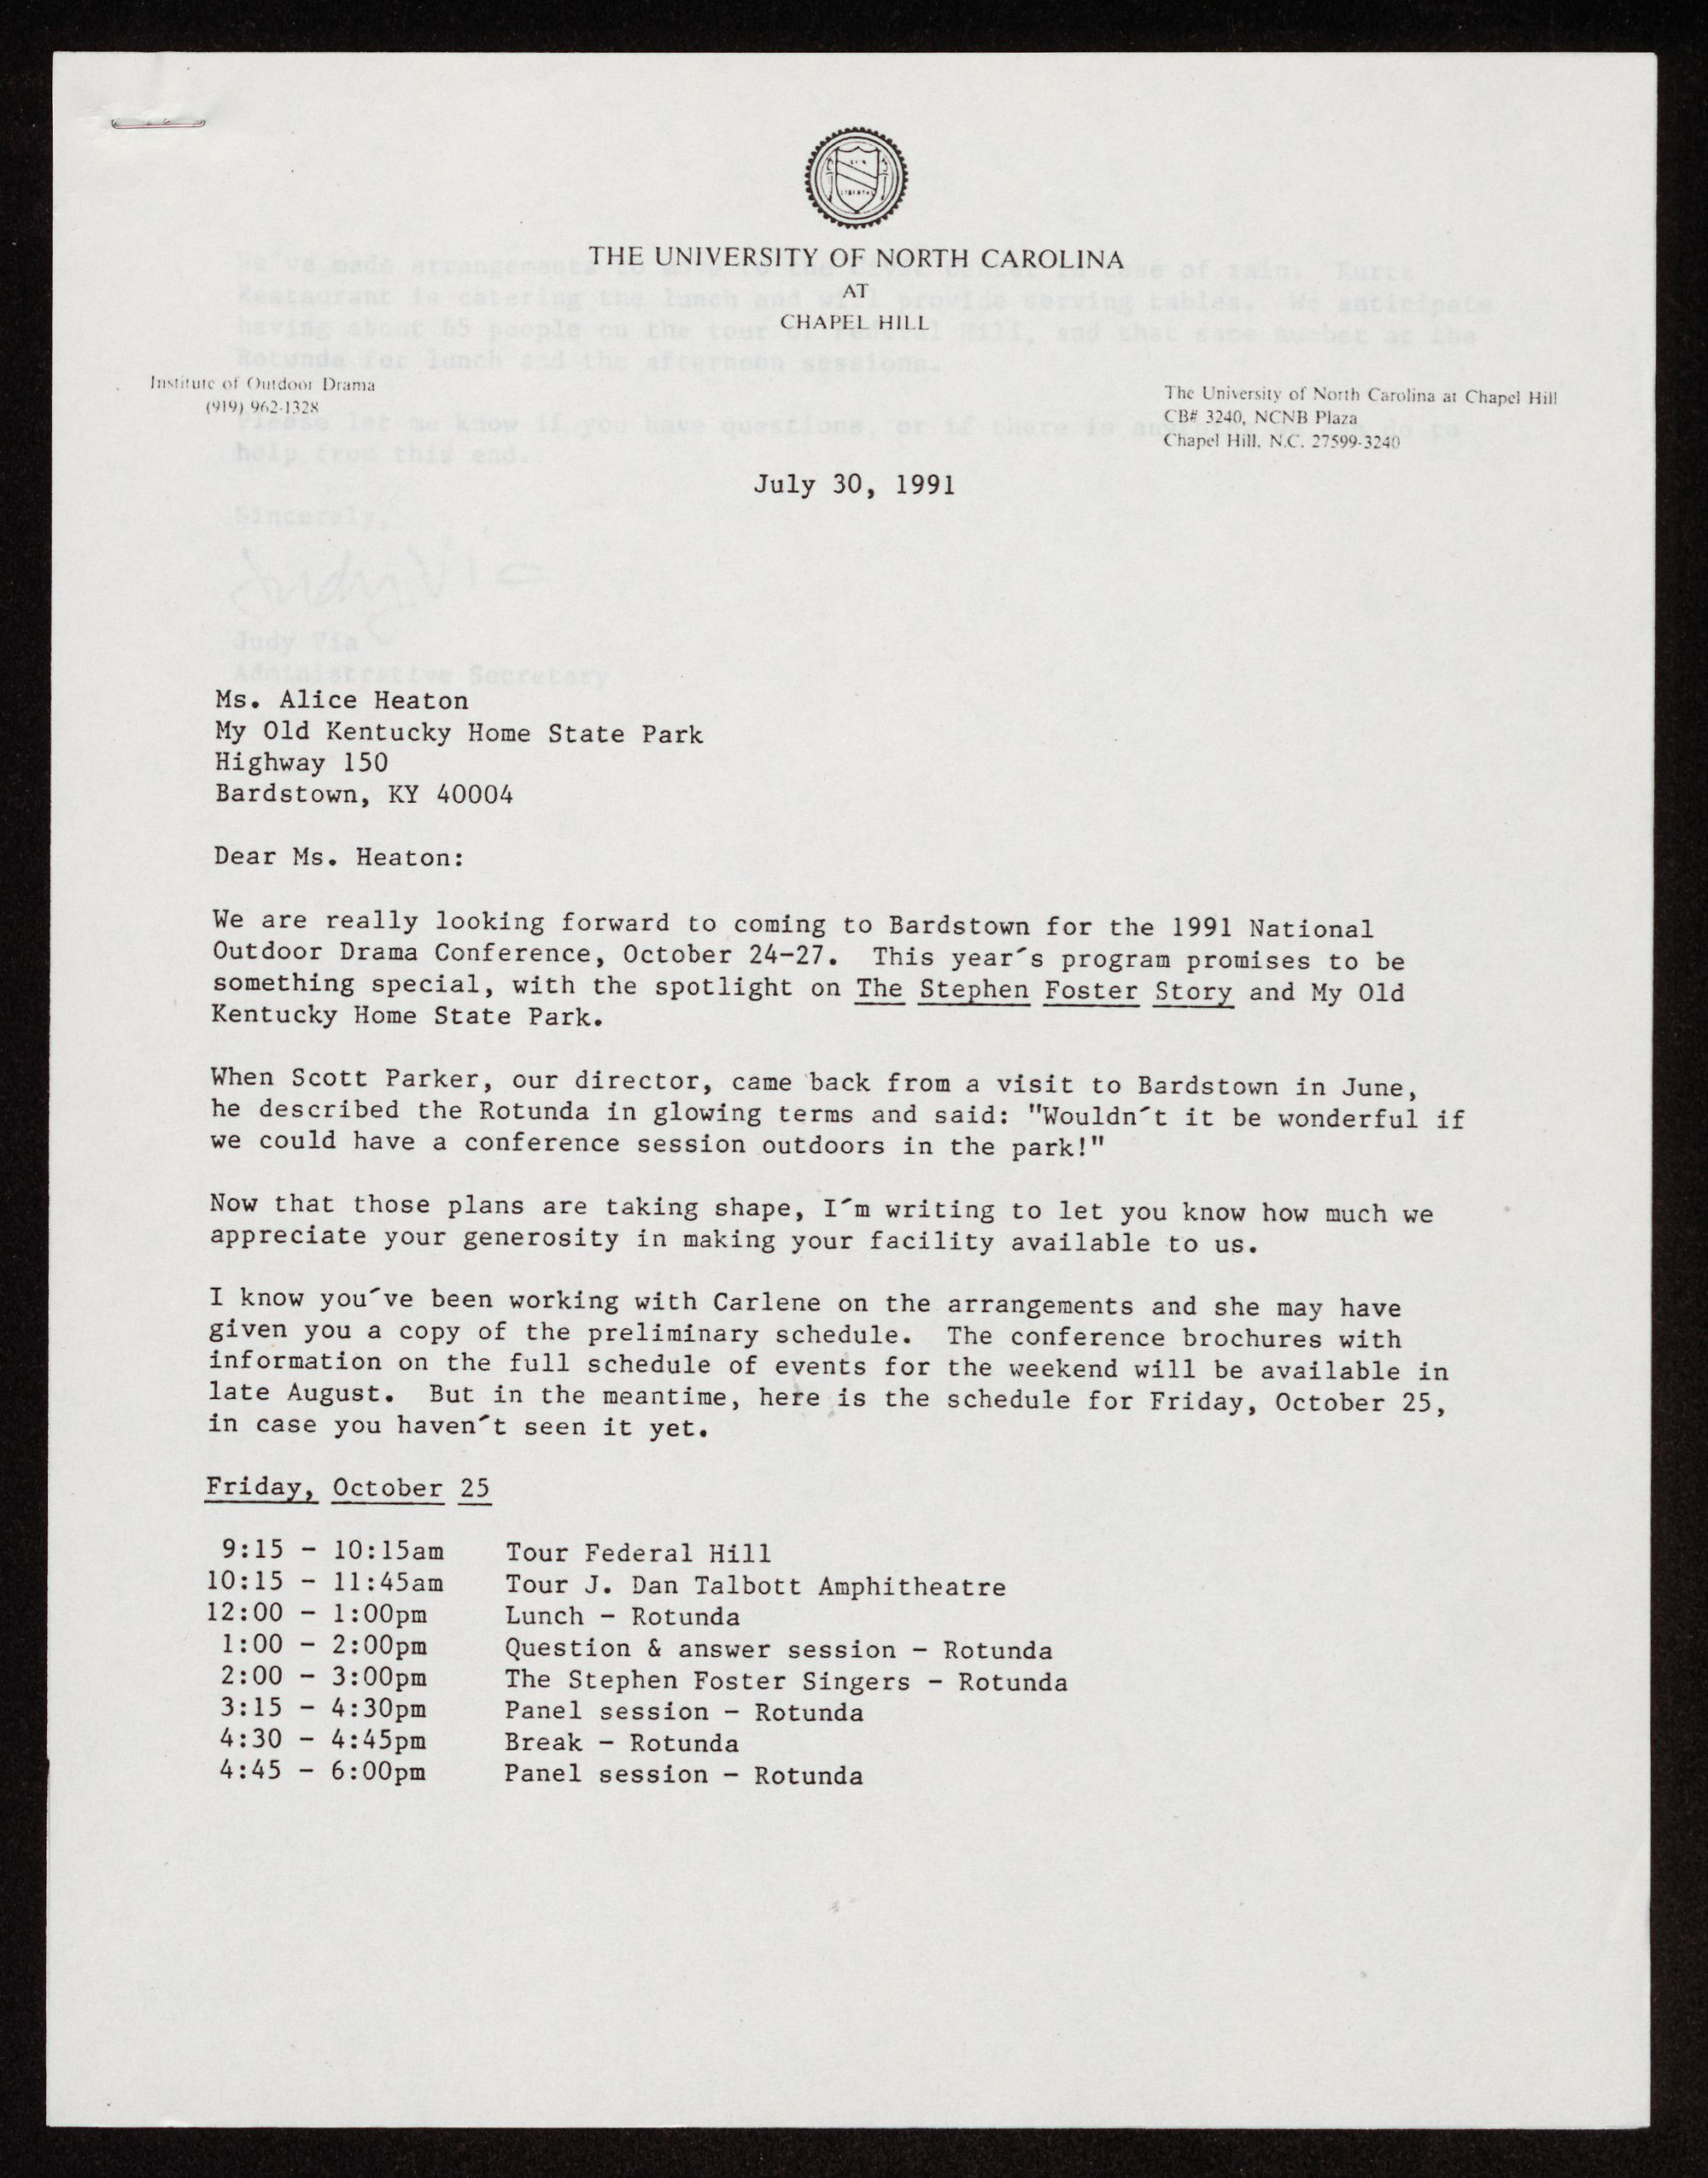 THE UNIVERSITY OF NORTH CAROLINA
AT
CHAPEL HILL
Institute of Outdoor Drama
(919) 962-1328
The University of North Carolina at Chapel Hill
CB# 3240, NCNB Plaza
Chapel Hill, N.C. 27599-3240
July 30, 1991
Ms. Alice Heaton
My Old Kentucky Home State Park
Highway 150
Bardstown, KY 40004
Dear Ms. Heaton:
We are really looking forward to coming to Bardstown for the 1991 National
Outdoor Drama Conference, October 24-27.  This year´s program promises to be
something special, with the spotlight on The Stephen Foster Story and My Old
Kentucky Home State Park.
When Scott Parker, our director, came back from a visit to Bardstown in June,
he described the Rotunda in glowing terms and said: "Wouldn´t it be wonderful if
we could have a conference session outdoors in the park!"
Now that those plans are taking shape, I´m writing to let you know how much we
appreciate your generosity in making your facility available to us.
I know you´ve been working with Carlene on the arrangements and she may have
given you a copy of the preliminary schedule.  The conference brochures with
information on the full schedule of events for the weekend will be available in
late August.  But in the meantime, here is the schedule for Friday, October 25,
in case you haven´t seen it yet.
Friday, October 25
9:15 - 10:15am Tour Federal Hill
10:15 - 11:45am Tour J. Dan Talbott Amphitheatre
12:00 - 1:00pm Lunch - Rotunda
1:00 - 2:00pm Question & answer session - Rotunda
2:00 - 3:00pm The Stephen Foster Singers - Rotunda
3:15 - 4:30pm Panel session - Rotunda
4:30 - 4:45pm Break - Rotunda
4:45 - 6:00pm Panel session - Rotunda